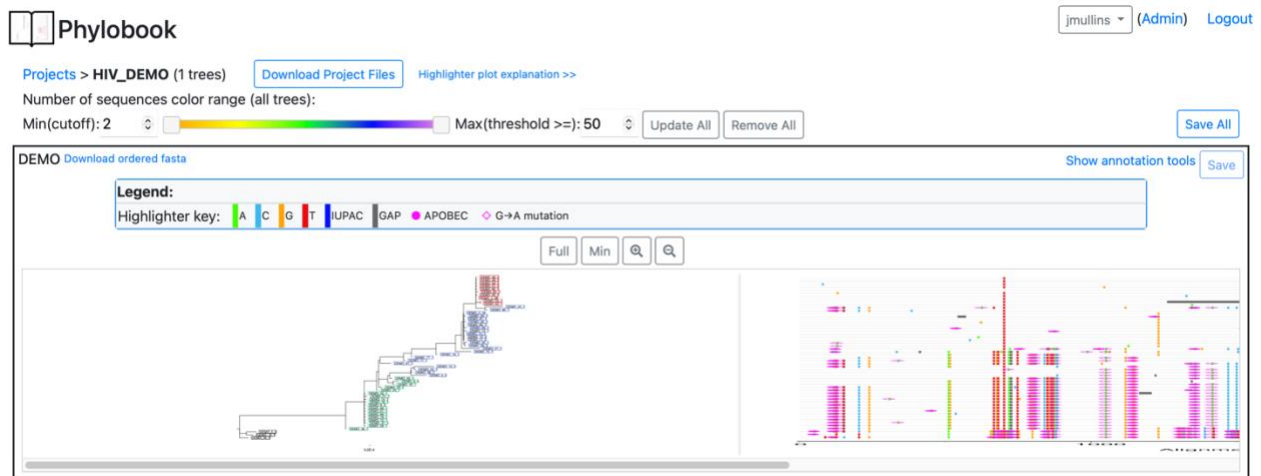 Phylobook
jmullins (Admin) Logout
Projects > HIV_DEMO (1 trees) Download Project Files Highlighter plot explanation >>
Number of sequences color range (all trees):
Min(cutoff): 2 Max(threshold >=): 50 Update All Remove All Save All
DEMO Download ordered fasta Show annotation tools Save
Legend:
Highlighter key: A C G T IUPAC GAP APOBEC G→A mutation
Full Min
0 1000